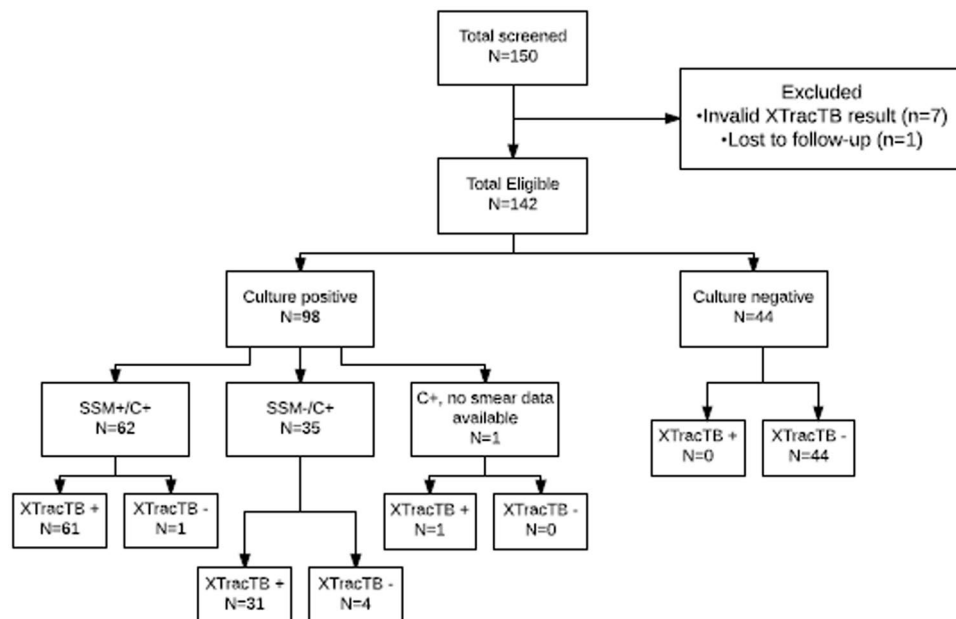 Total screened
N=150
Excluded
•Invalid XTracTB result (n=7)
•Lost to follow-up (n=1)
Total Eligible
N=142
Culture positive
N=98
Culture negative
N=44
SSM+/C+
N=62
SSM-/C+
N=35
C+, no smear data
available
N=1
XTracTB +
N=0
XTracTB -
N=44
XTracTB +
N=61
XTracTB -
N=1
XTracTB +
N=1
XTracTB -
N=0
XTracTB +
N=31
XTracTB -
N=4